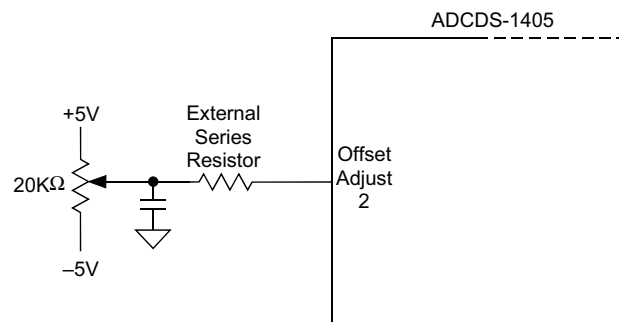 ADCDS-1405
+5V
External
Series
Resistor
20KΩ
Offset
Adjust
2
–5V